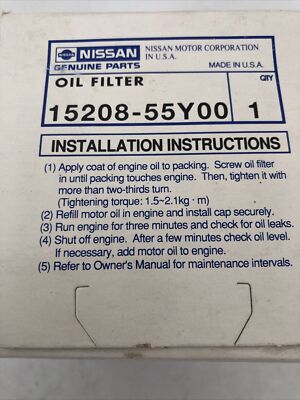 NISSAN
GENUINE PARTS
NISSAN MOTOR CORPORATION
IN U.S.A.
MADE IN U.S.A.
OIL FILTER
QTY
15208-55Y00
1
INSTALLATION INSTRUCTIONS
(1) Apply coat of engine oil to packing. Screw oil filter
in until packing touches engine. Then, tighten it with
more than two-thirds turn.
(Tightening torque: 1.5~2.1kg·m)
(2) Refill motor oil in engine and install cap securely.
(3) Run engine for three minutes and check for oil leaks.
(4) Shut off engine. After a few minutes check oil level.
If necessary, add motor oil to engine.
(5) Refer to Owner's Manual for maintenance intervals.